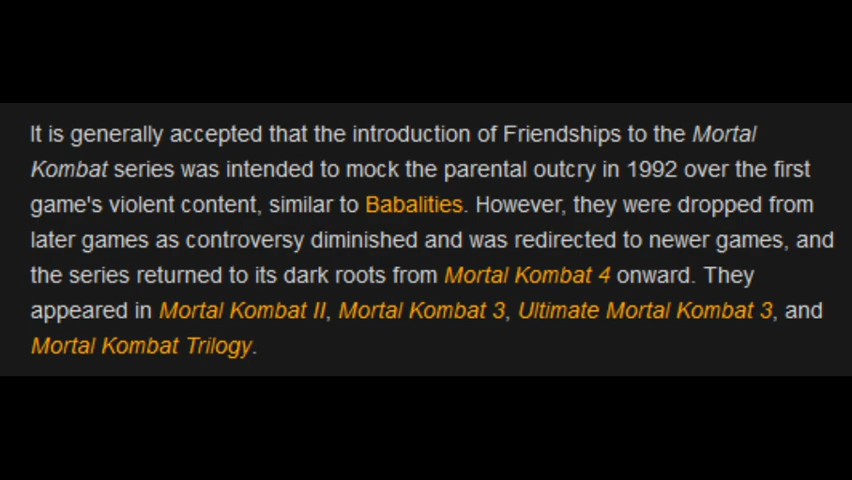 It is generally accepted that the introduction of Friendships to the Mortal
Kombat series was intended to mock the parental outcry in 1992 over the first
game's violent content, similar to Babalities. However, they were dropped from
later games as controversy diminished and was redirected to newer games, and
the series returned to its dark roots from Mortal Kombat 4 onward. They
appeared in Mortal Kombat II, Mortal Kombat 3, Ultimate Mortal Kombat 3, and
Mortal Kombat Trilogy.